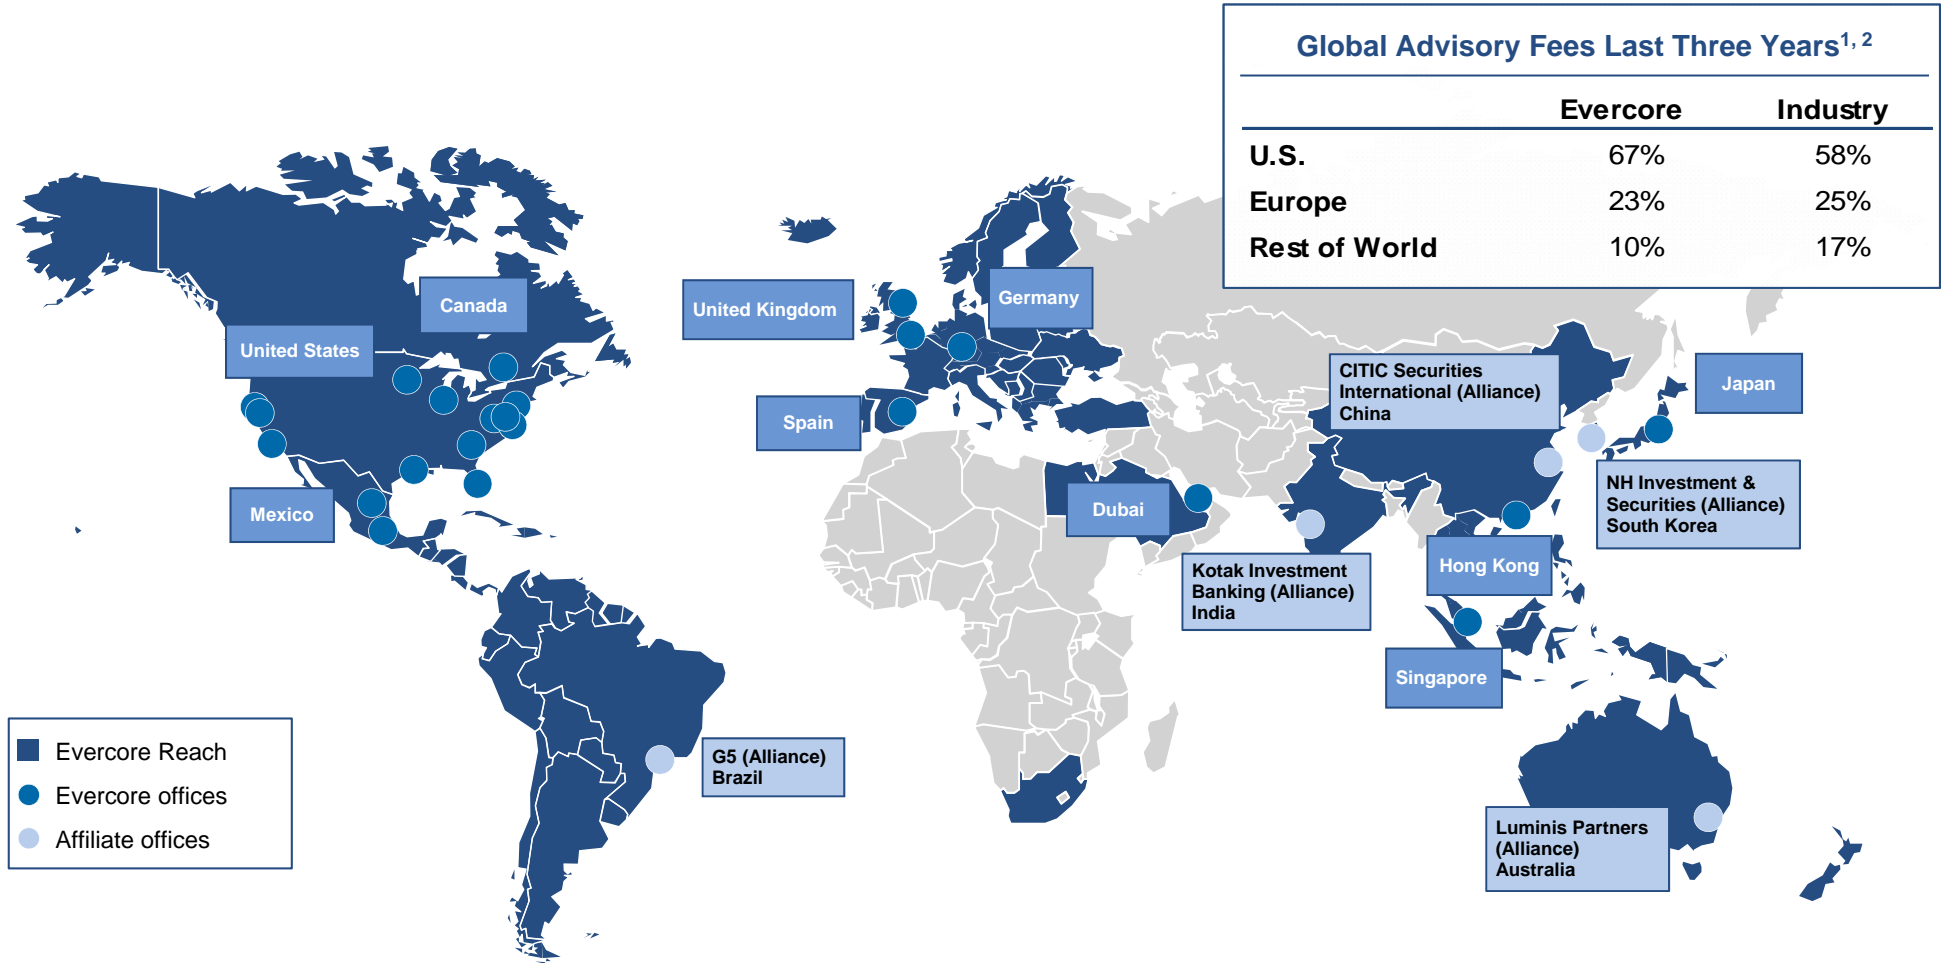 Global Advisory Fees Last Three Years1, 2
Evercore Industry
U.S. 67% 58%
Europe 23% 25%
Rest of World 10% 17%
Canada
United States
Mexico
United Kingdom
Germany
Spain
Dubai
CITIC Securities
International (Alliance)
China
Japan
NH Investment &
Securities (Alliance)
South Korea
Hong Kong
Kotak Investment
Banking (Alliance)
India
Singapore
G5 (Alliance)
Brazil
Luminis Partners
(Alliance)
Australia
Evercore Reach
Evercore offices
Affiliate offices